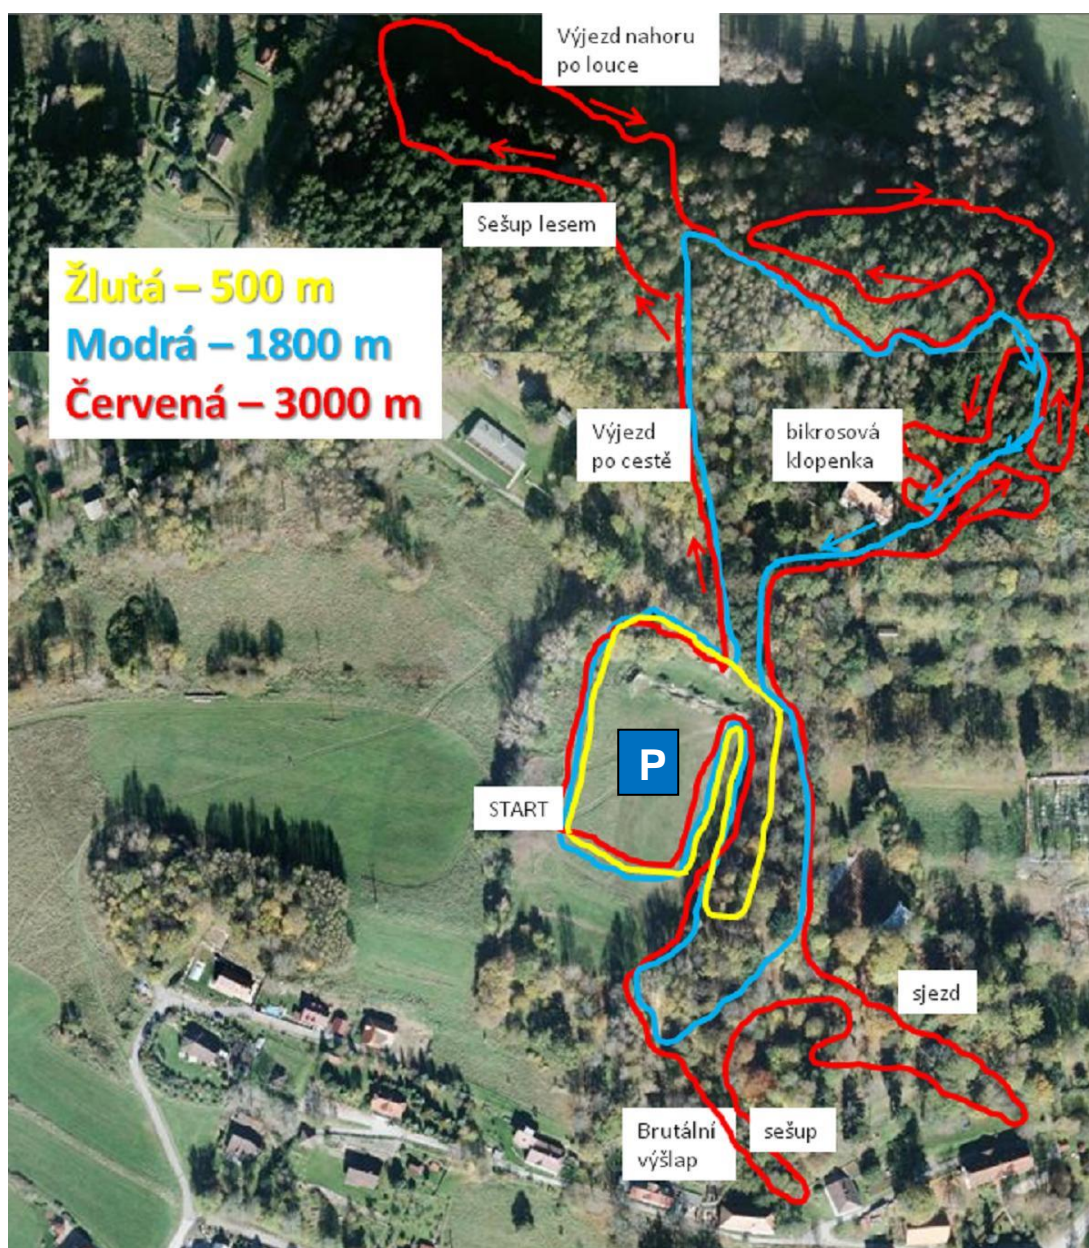 Výjezd nahoru
po louce
Sešup lesem
Žlutá – 500 m
Modrá – 1800 m
Červená – 3000 m
Výjezd
po cestě
bikrosová
klopenka
P
START
sjezd
Brutální
výšlap
sešup